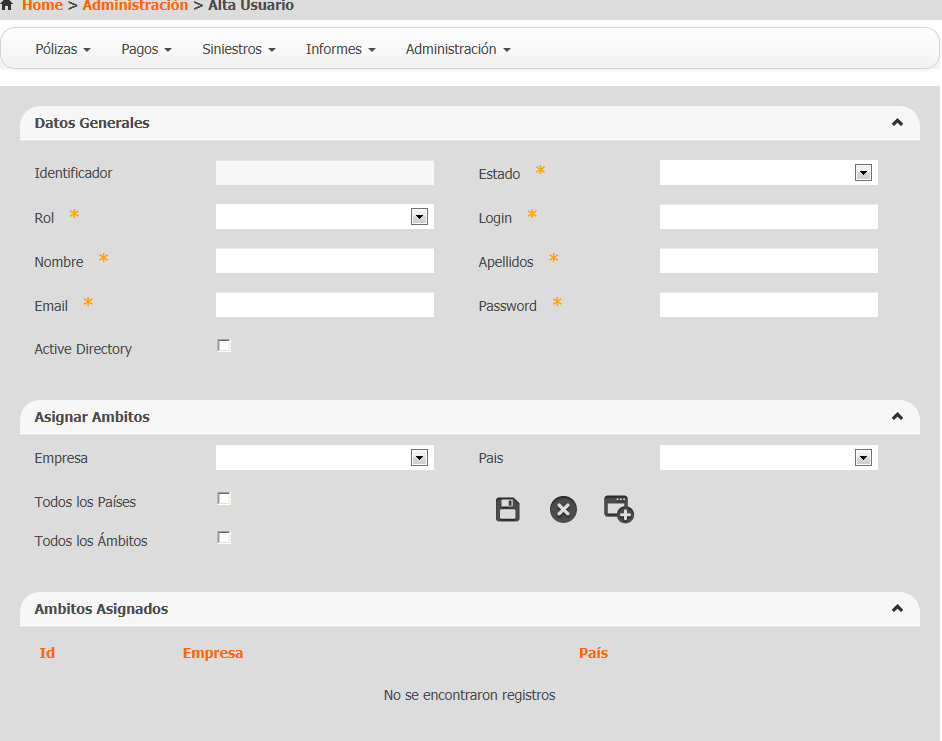 Home > Administración > Alta Usuario
Pólizas Pagos Siniestros Informes Administración
Datos Generales
Identificador Estado *
Rol * Login *
Nombre * Apellidos *
Email * Password *
Active Directory
Asignar Ambitos
Empresa Pais
Todos los Países
Todos los Ámbitos
Ambitos Asignados
Id Empresa País
No se encontraron registros